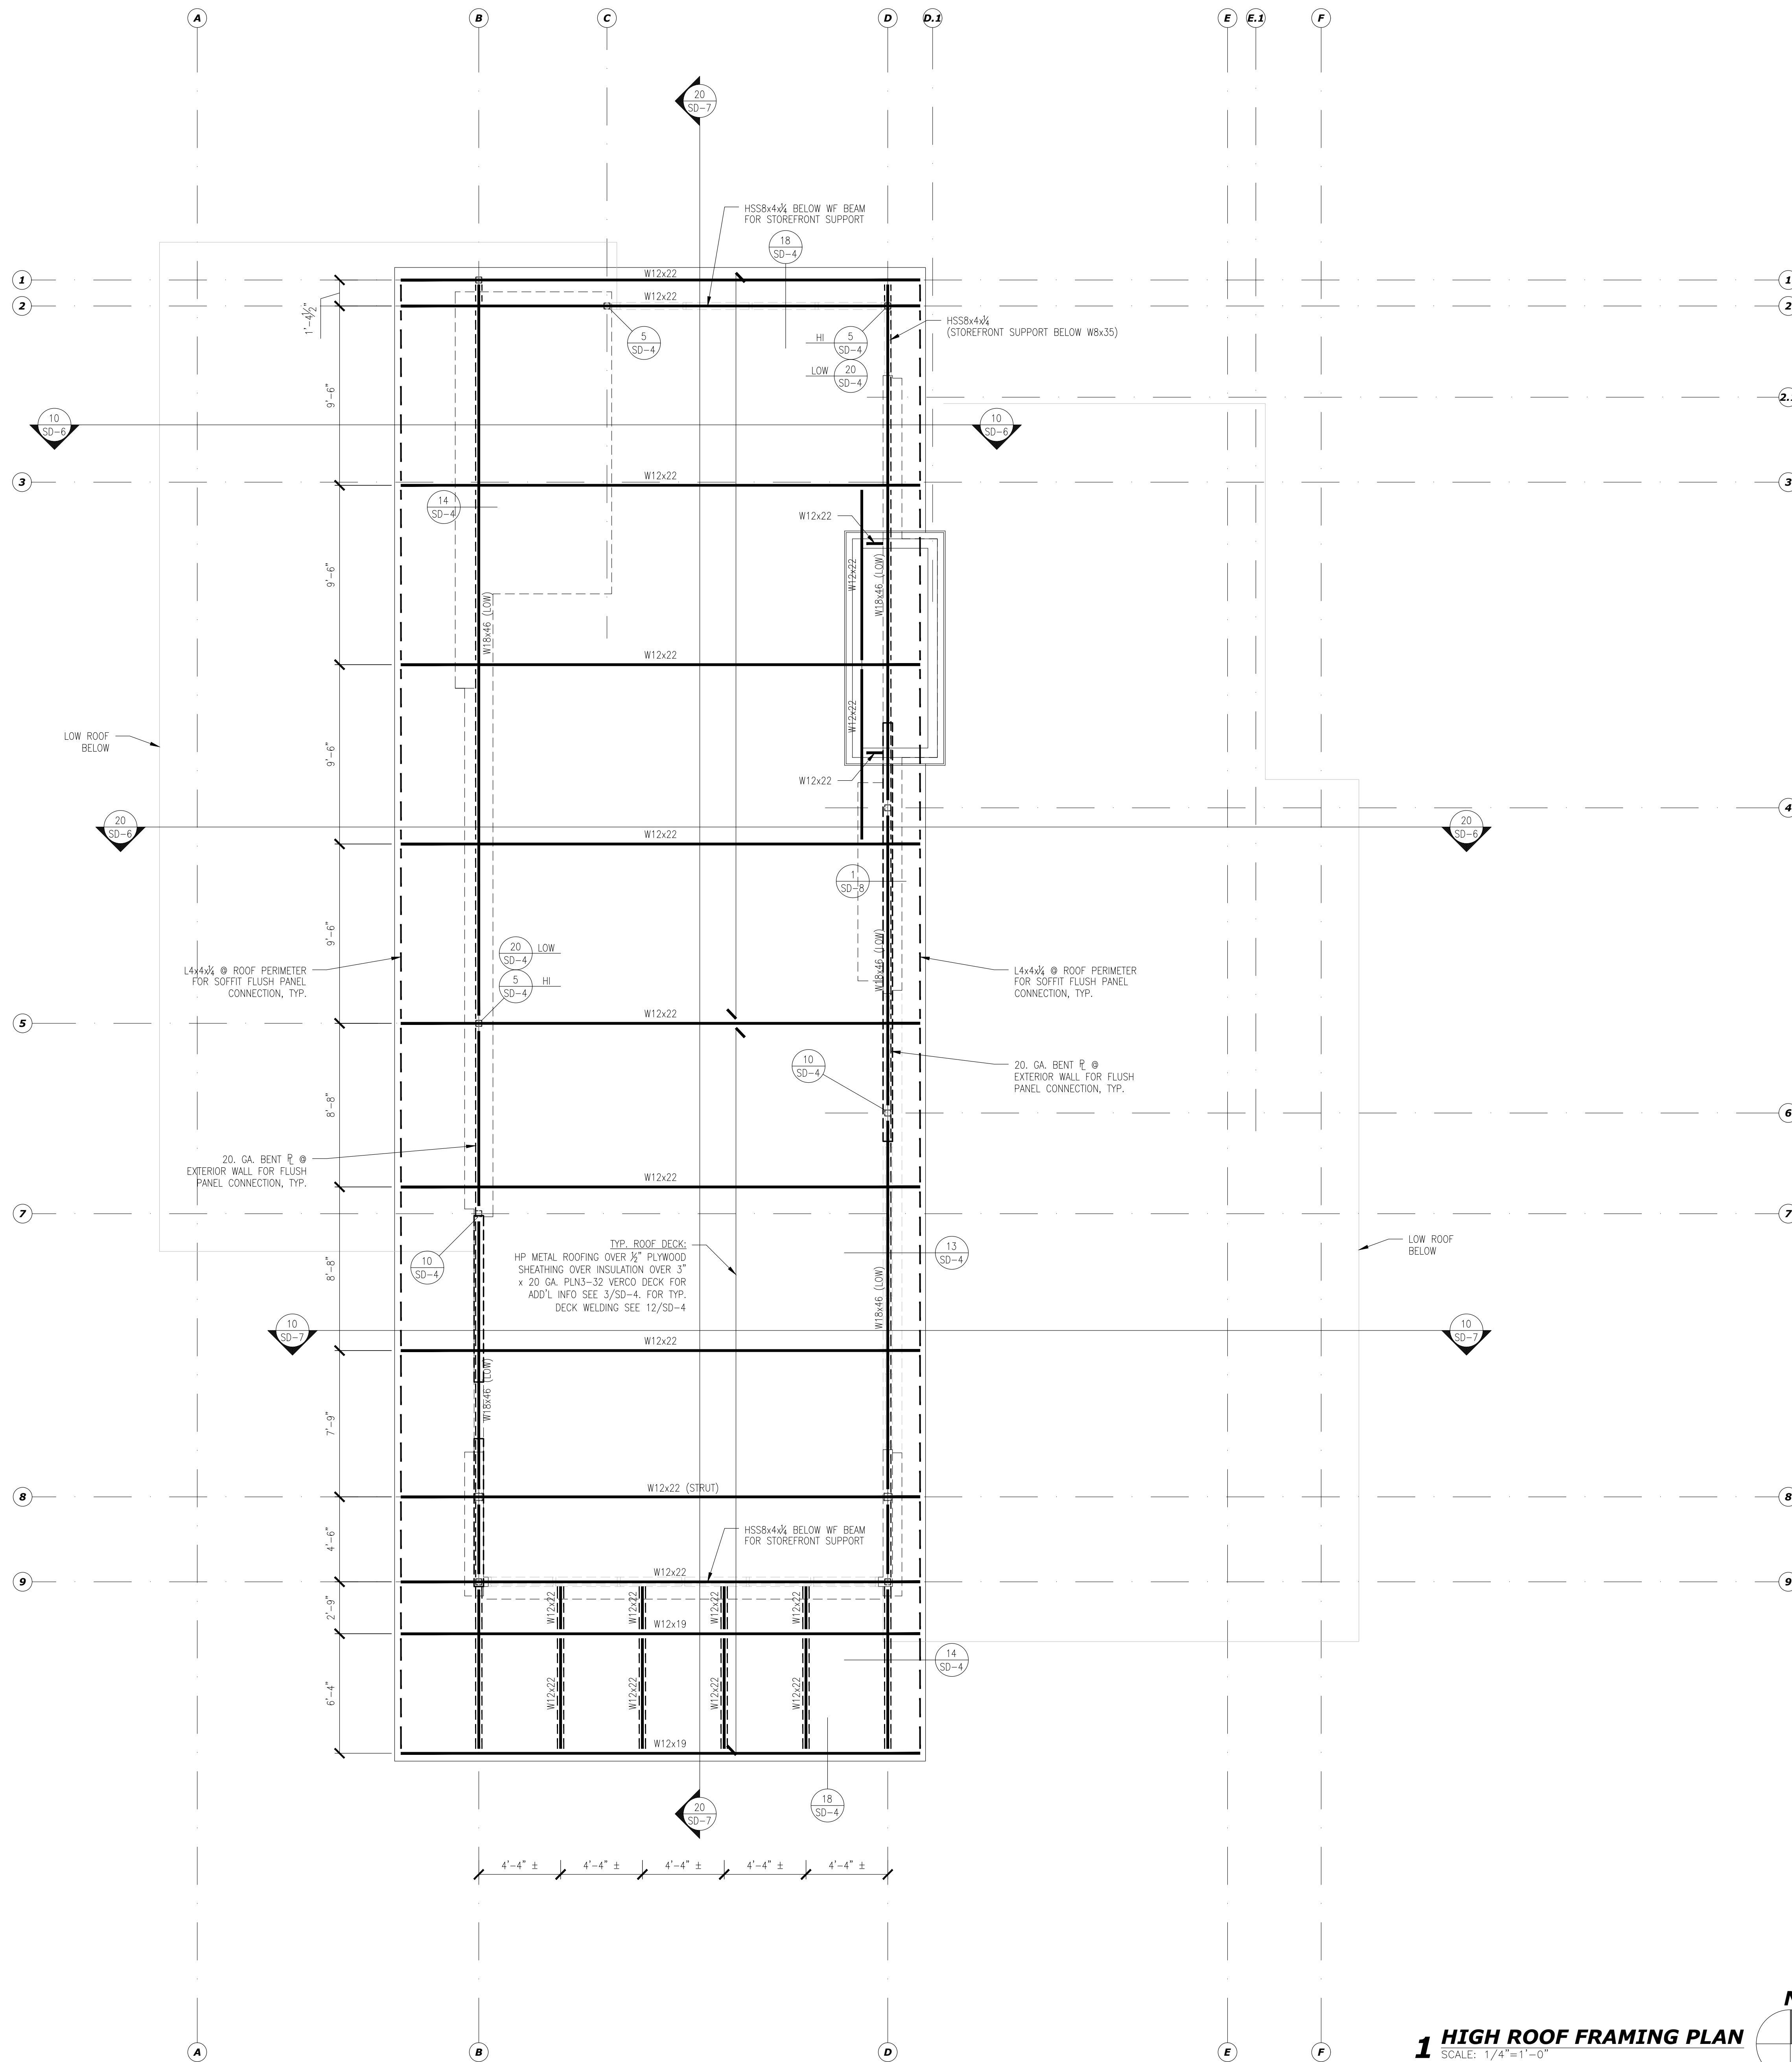 A
B
C
D
D.1
E
E.1
F
20
SD-7
HSS8x4x¼ BELOW WF BEAM
FOR STOREFRONT SUPPORT
18
SD-4
1
W12x22
1
2
W12x22
2
1'-4½"
HSS8x4x¼
(STOREFRONT SUPPORT BELOW W8x35)
5
SD-4
HI
5
SD-4
LOW
20
SD-4
9'-6"
10
SD-6
10
SD-6
3
W12x22
3
14
SD-4
W12x22
9'-6"
W12x22
W18x46 (LOW)
W18x46 (LOW)
W12x22
W12x22
LOW ROOF
BELOW
9'-6"
W12x22
4
20
SD-6
20
SD-6
W12x22
1
SD-8
9'-6"
20
SD-4
LOW
5
SD-4
HI
W18x46 (LOW)
L4x4x¼ @ ROOF PERIMETER
FOR SOFFIT FLUSH PANEL
CONNECTION, TYP.
L4x4x¼ @ ROOF PERIMETER
FOR SOFFIT FLUSH PANEL
CONNECTION, TYP.
5
W12x22
10
SD-4
20. GA. BENT ℄ @
EXTERIOR WALL FOR FLUSH
PANEL CONNECTION, TYP.
8'-8"
6
20. GA. BENT ℄ @
EXTERIOR WALL FOR FLUSH
PANEL CONNECTION, TYP.
W12x22
7
7
10
SD-4
TYP. ROOF DECK:
HP METAL ROOFING OVER ½" PLYWOOD
SHEATHING OVER INSULATION OVER 3"
x 20 GA. PLN3-32 VERCO DECK FOR
ADD'L INFO SEE 3/SD-4. FOR TYP.
DECK WELDING SEE 12/SD-4
13
SD-4
LOW ROOF
BELOW
8'-8"
W18x46 (LOW)
10
SD-7
10
SD-7
W12x22
W18x46 (LOW)
7'-9"
8
W12x22 (STRUT)
8
4'-6"
HSS8x4x¼ BELOW WF BEAM
FOR STOREFRONT SUPPORT
9
W12x22
9
2'-9"
W12x22
W12x22
W12x22
W12x22
W12x19
14
SD-4
6'-4"
W12x22
W12x22
W12x22
W12x22
W12x19
18
SD-4
20
SD-7
4'-4" ±
4'-4" ±
4'-4" ±
4'-4" ±
4'-4" ±
A
B
D
E
F
1 HIGH ROOF FRAMING PLAN
SCALE: 1/4"=1'-0"